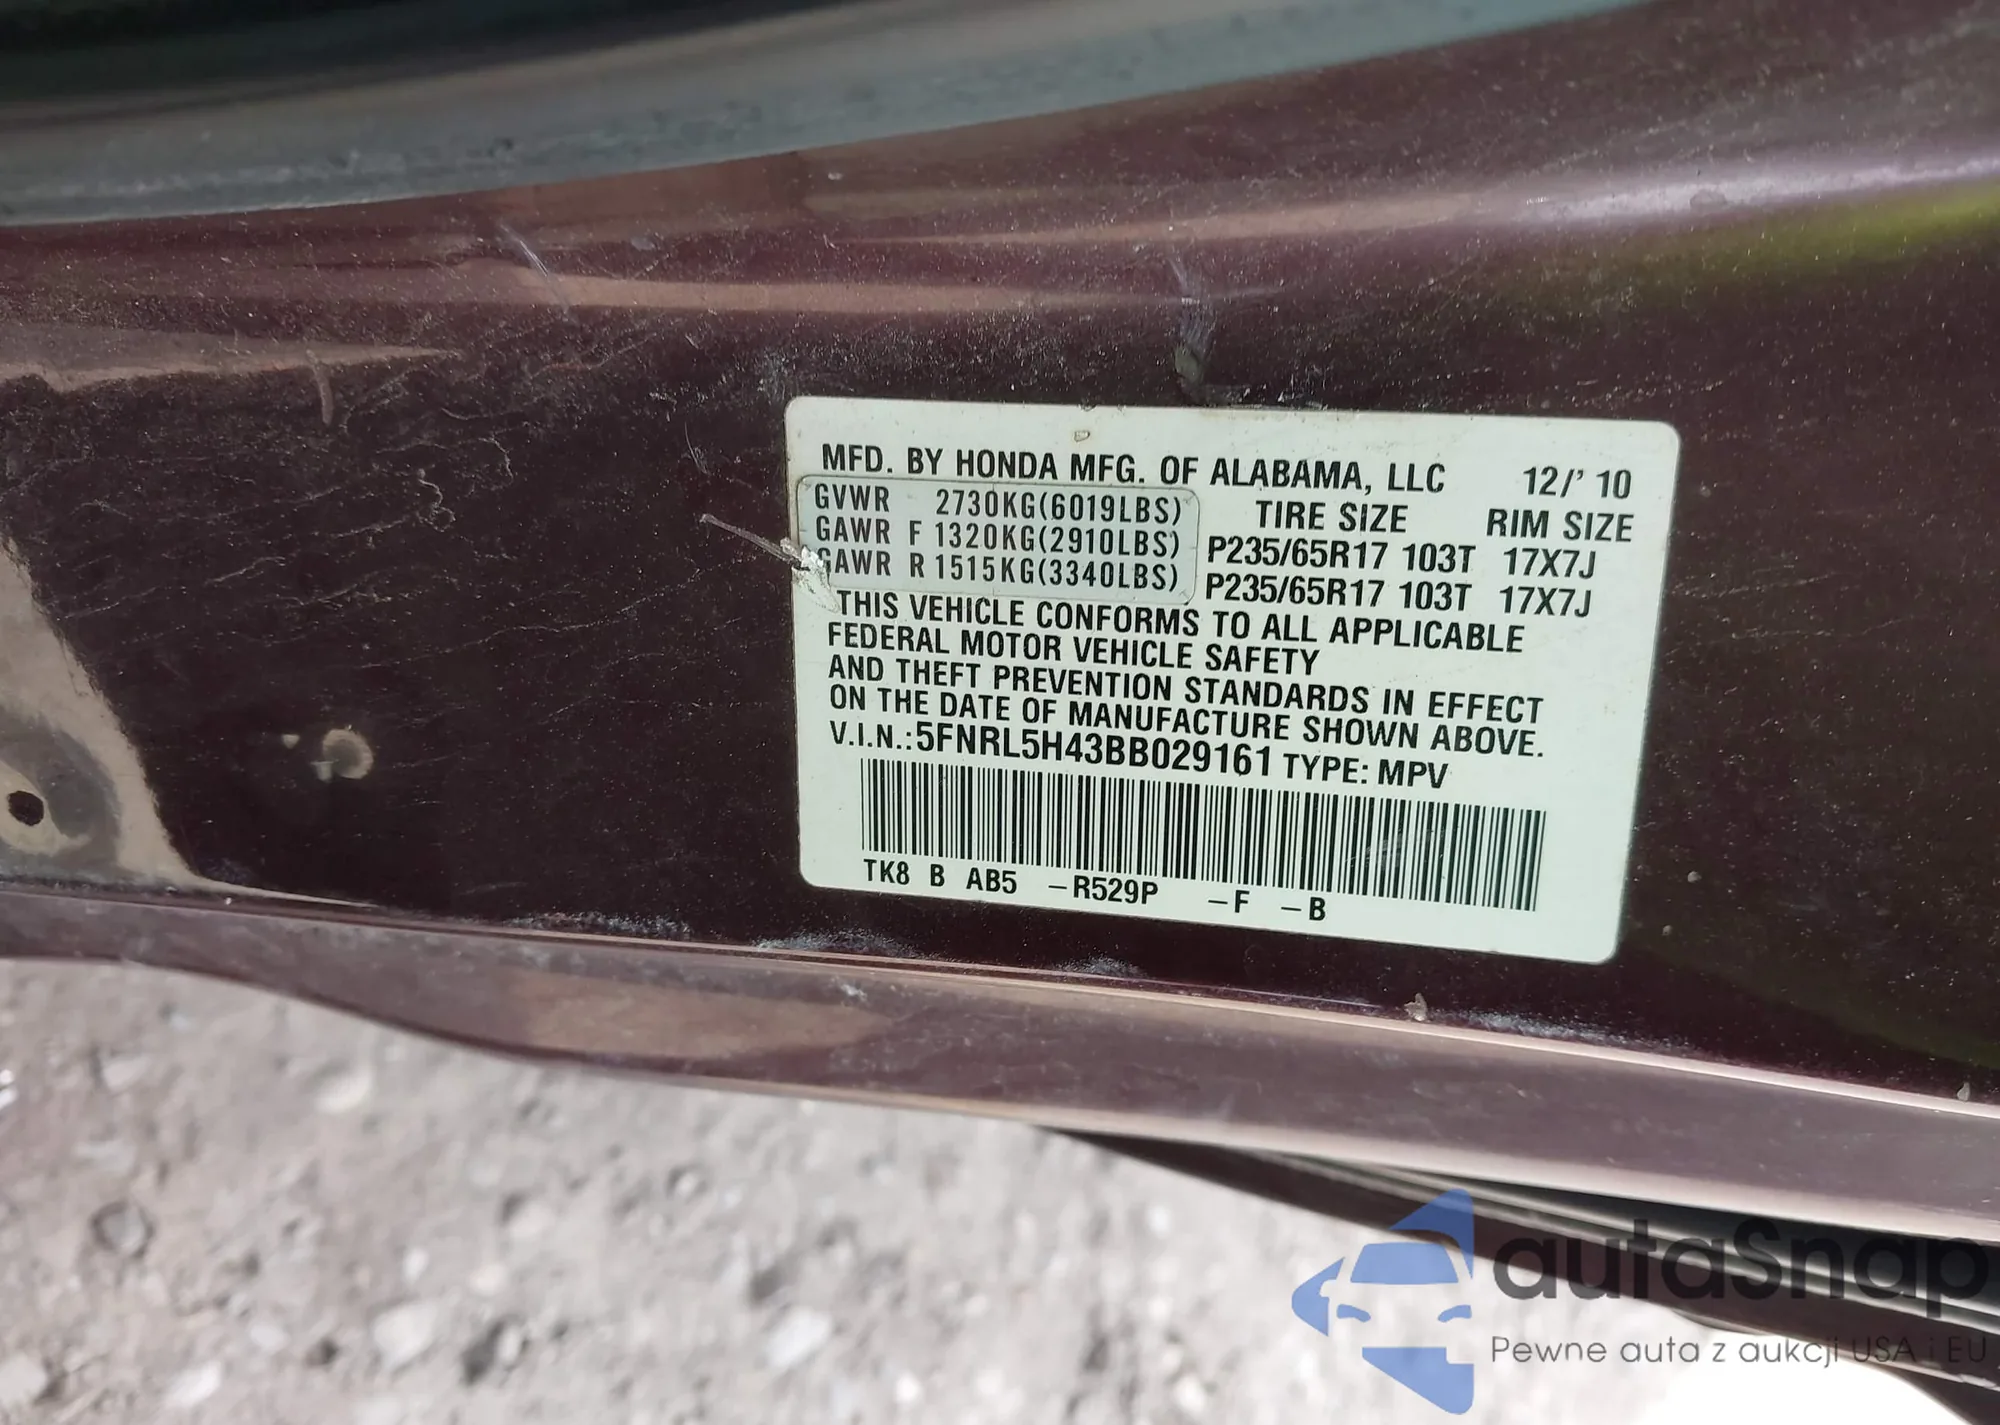 MFD. BY HONDA MFG. OF ALABAMA, LLC 12/'10
GVWR 2730KG(6019LBS) TIRE SIZE RIM SIZE
GAWR F 1320KG(2910LBS) P235/65R17 103T 17X7J
GAWR R 1515KG(3340LBS) P235/65R17 103T 17X7J
THIS VEHICLE CONFORMS TO ALL APPLICABLE
FEDERAL MOTOR VEHICLE SAFETY
AND THEFT PREVENTION STANDARDS IN EFFECT
ON THE DATE OF MANUFACTURE SHOWN ABOVE.
V.I.N.: 5FNRL5H43BB029161 TYPE: MPV
TK8 B AB5 -R529P -F -B
autaSnap
Pewne auta z aukcji USA i EU